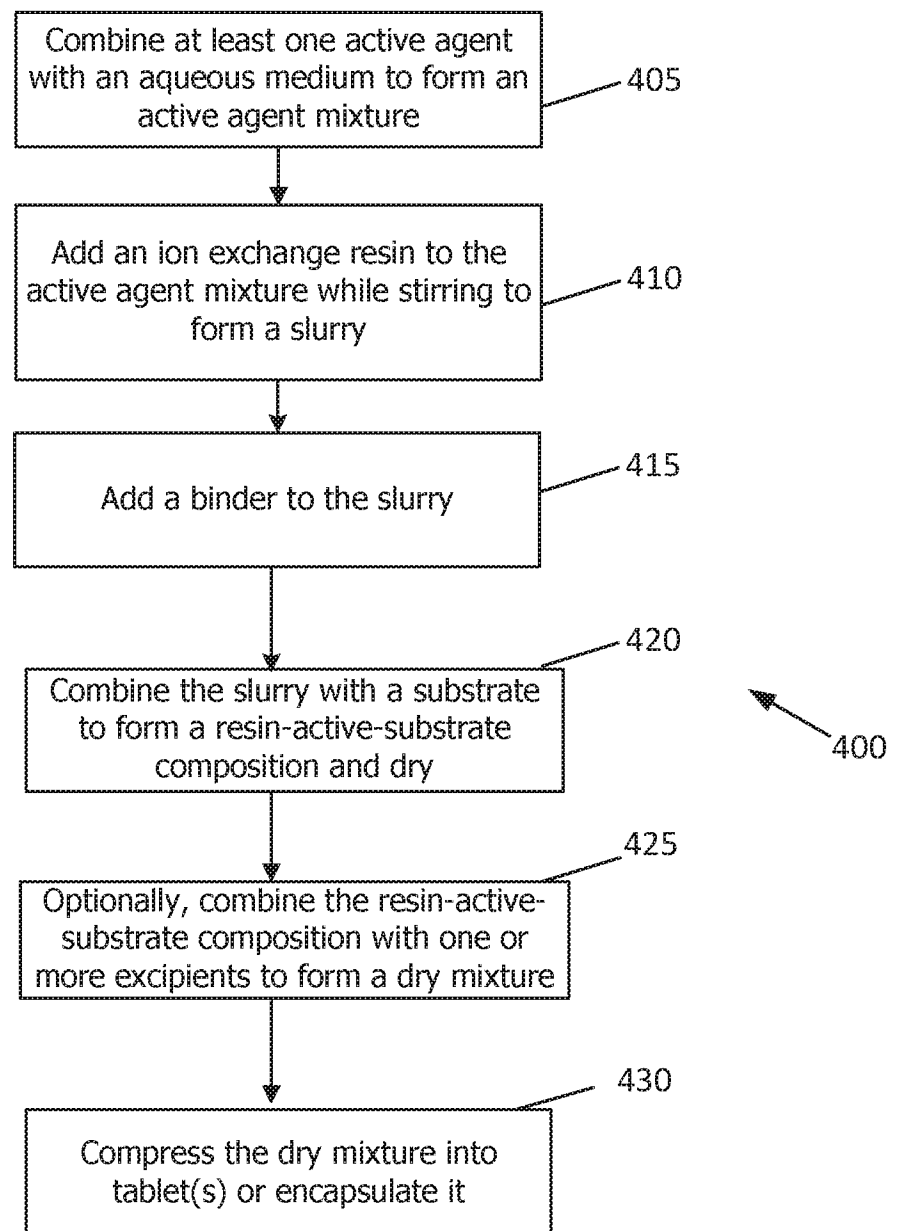 Combine at least one active agent
with an aqueous medium to form an
active agent mixture
405
Add an ion exchange resin to the
active agent mixture while stirring to
form a slurry
410
Add a binder to the slurry
415
420
Combine the slurry with a substrate
to form a resin-active-substrate
composition and dry
400
425
Optionally, combine the resin-active-
substrate composition with one or
more excipients to form a dry mixture
430
Compress the dry mixture into
tablet(s) or encapsulate it